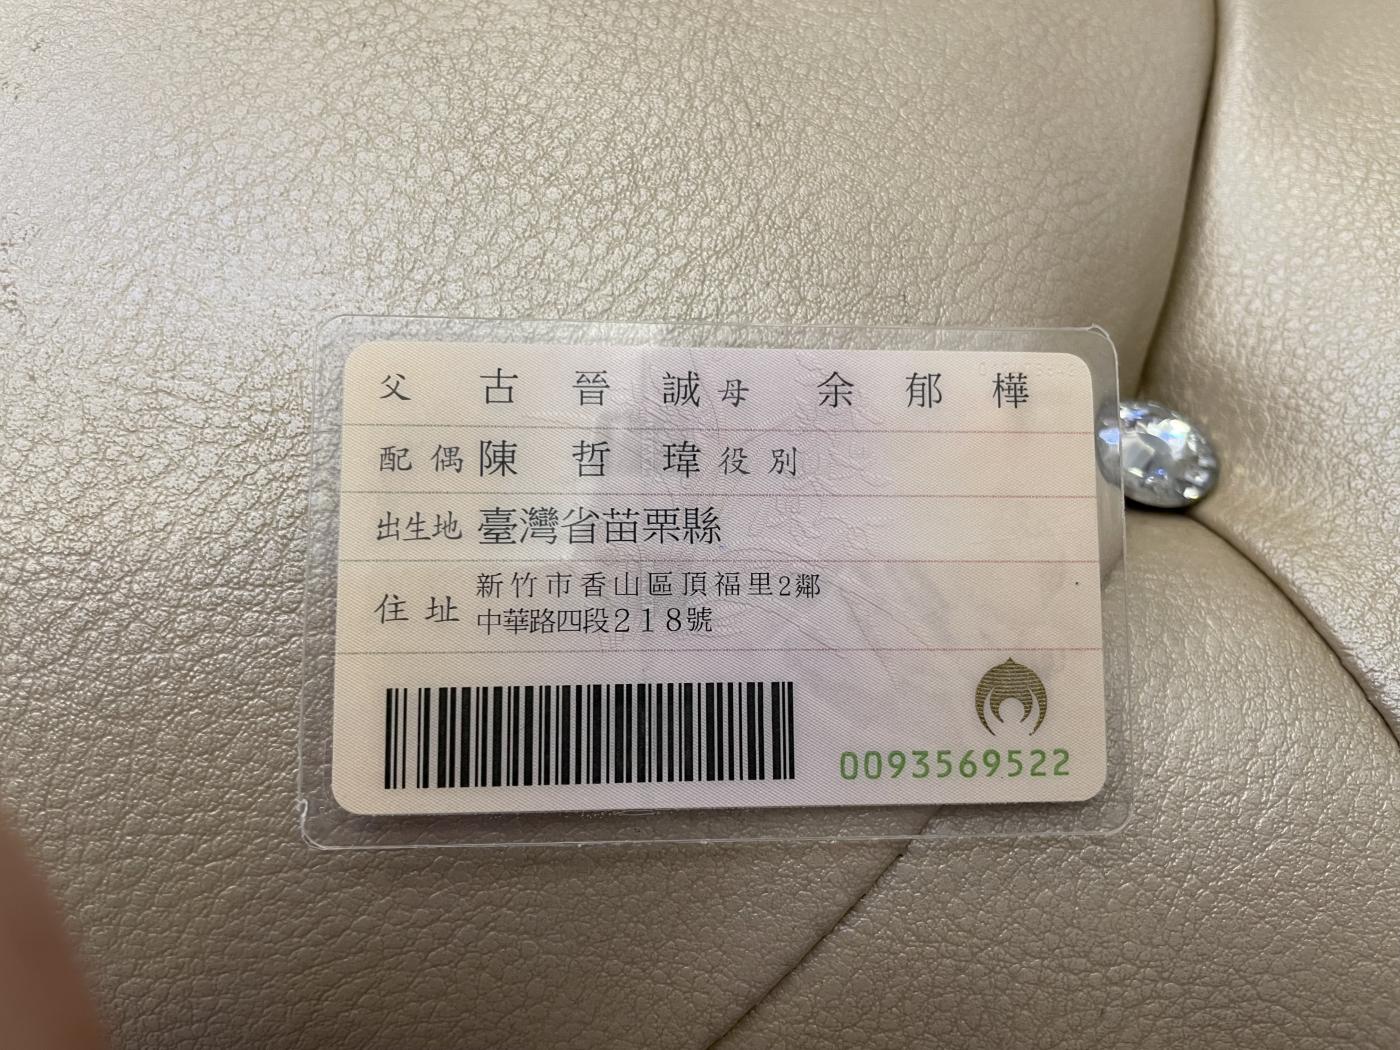 父 古晉誠 母 余郁樺
配偶 陳哲瑋 役別
出生地 臺灣省苗栗縣
住址 新竹市香山區頂福里2鄰
中華路四段218號
0093569522